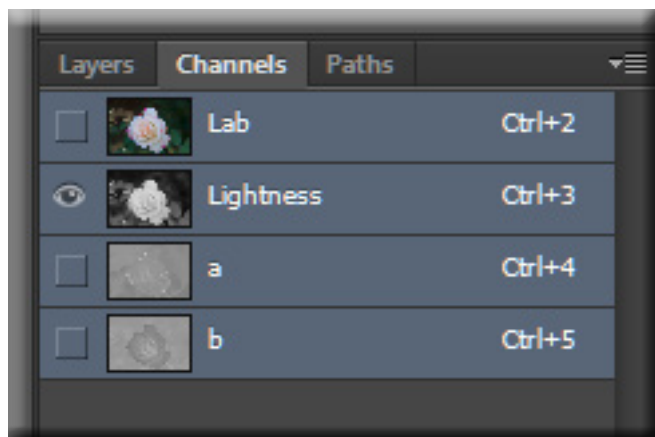 Layers Channels Paths
Lab Ctrl+2
Lightness Ctrl+3
a Ctrl+4
b Ctrl+5